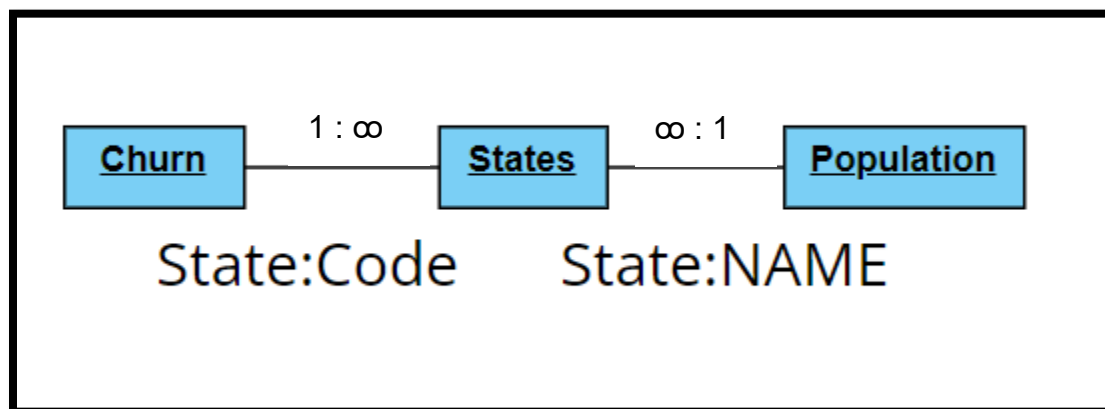 1 : ∞ ∞ : 1
Churn States Population
State:Code State:NAME